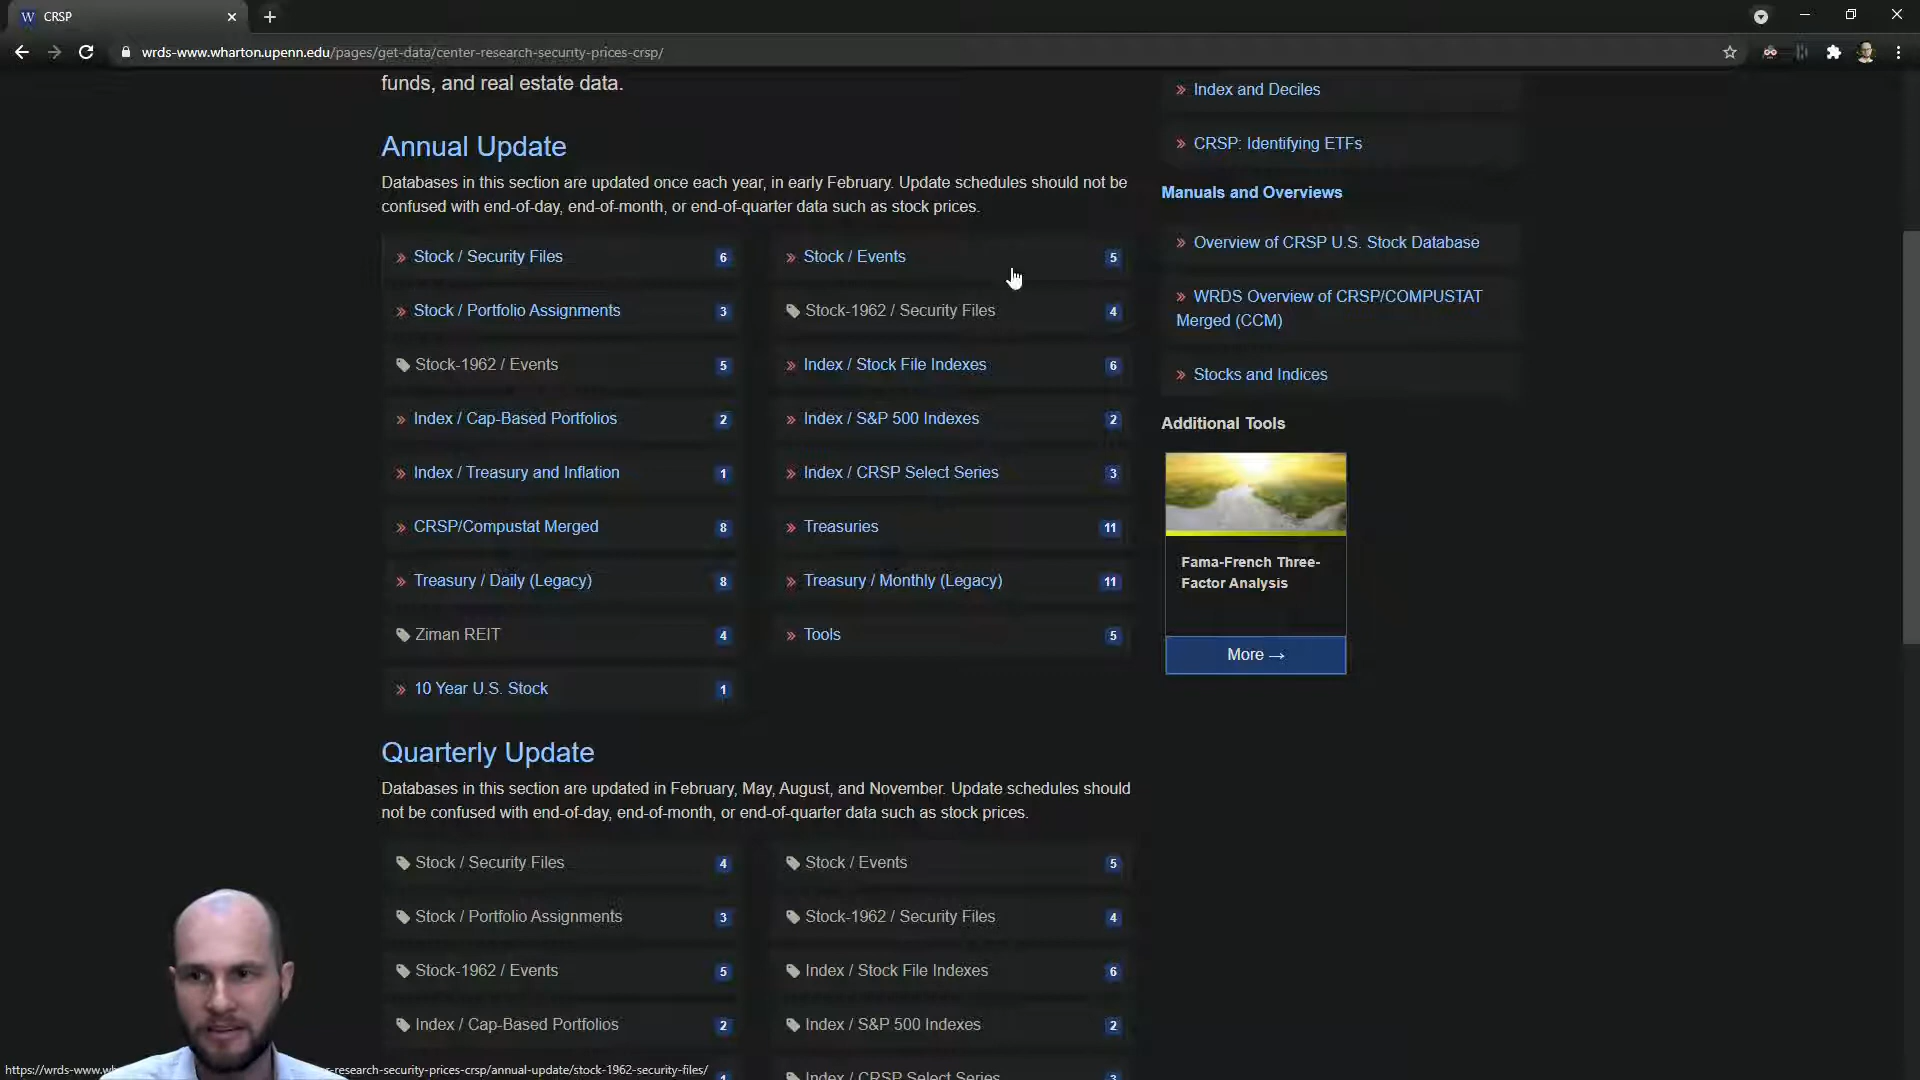 CRSP
wrds-www.wharton.upenn.edu/pages/get-data/center-research-security-prices-crsp/
funds, and real estate data.
Annual Update
Databases in this section are updated once each year, in early February. Update schedules should not be
confused with end-of-day, end-of-month, or end-of-quarter data such as stock prices.
Stock / Security Files 6
Stock / Events 5
Stock / Portfolio Assignments 3
Stock-1962 / Security Files 4
Stock-1962 / Events 5
Index / Stock File Indexes 6
Index / Cap-Based Portfolios 2
Index / S&P 500 Indexes 2
Index / Treasury and Inflation 1
Index / CRSP Select Series 3
CRSP/Compustat Merged 8
Treasuries 11
Treasury / Daily (Legacy) 8
Treasury / Monthly (Legacy) 11
Ziman REIT 4
Tools 5
10 Year U.S. Stock 1
Quarterly Update
Databases in this section are updated in February, May, August, and November. Update schedules should
not be confused with end-of-day, end-of-month, or end-of-quarter data such as stock prices.
Stock / Security Files 4
Stock / Events 5
Stock / Portfolio Assignments 3
Stock-1962 / Security Files 4
Stock-1962 / Events 5
Index / Stock File Indexes 6
Index / Cap-Based Portfolios 2
Index / S&P 500 Indexes 2
1
Index / CRSP Select Series 3
Index and Deciles
CRSP: Identifying ETFs
Manuals and Overviews
Overview of CRSP U.S. Stock Database
WRDS Overview of CRSP/COMPUSTAT
Merged (CCM)
Stocks and Indices
Additional Tools
Fama-French Three-
Factor Analysis
More →
https://wrds-www.w
-research-security-prices-crsp/annual-update/stock-1962-security-files/